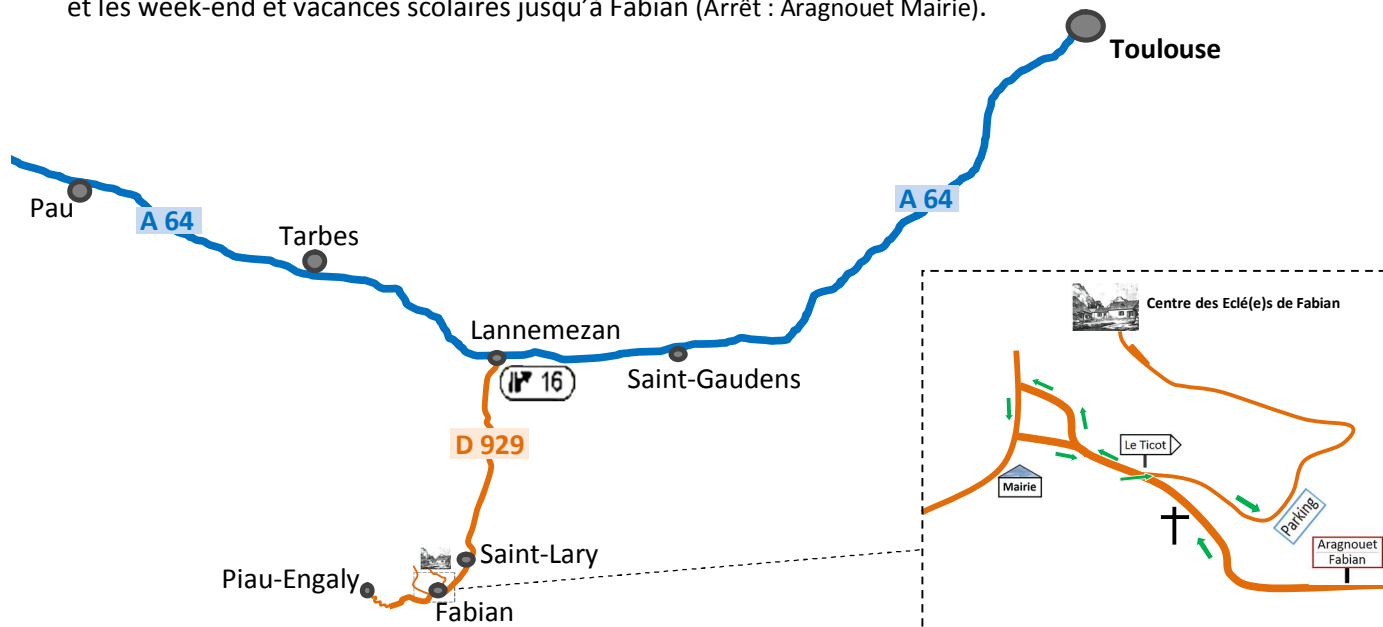 et les week-end et vacances scolaires jusqu'à Fabian (Arrêt : Aragnouet Mairie).
Toulouse
Pau
A 64
A 64
Tarbes
Centre des Eclé(e)s de Fabian
Lannemezan
16
Saint-Gaudens
D 929
Le Ticot
Mairie
Parking
Aragnouet
Fabian
Saint-Lary
Piau-Engaly
Fabian